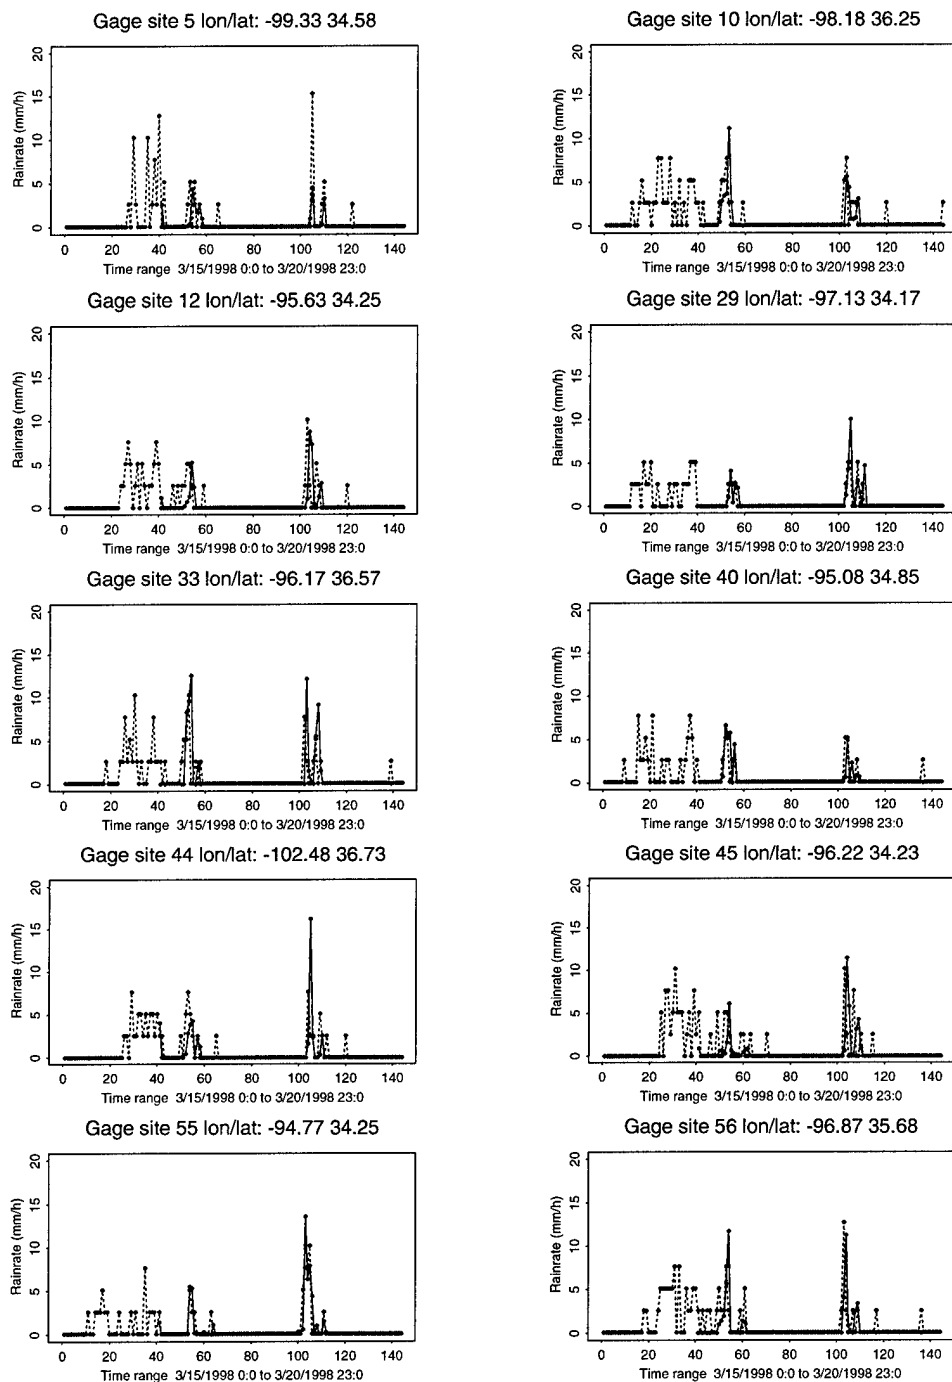 Gage site 5 lon/lat: -99.33 34.58
Rainrate (mm/h)
20
15
10
5
0
0 20 40 60 80 100 120 140
Time range 3/15/1998 0:0 to 3/20/1998 23:0
Gage site 10 lon/lat: -98.18 36.25
Rainrate (mm/h)
20
15
10
5
0
0 20 40 60 80 100 120 140
Time range 3/15/1998 0:0 to 3/20/1998 23:0
Gage site 12 lon/lat: -95.63 34.25
Rainrate (mm/h)
20
15
10
5
0
0 20 40 60 80 100 120 140
Time range 3/15/1998 0:0 to 3/20/1998 23:0
Gage site 29 lon/lat: -97.13 34.17
Rainrate (mm/h)
20
15
10
5
0
0 20 40 60 80 100 120 140
Time range 3/15/1998 0:0 to 3/20/1998 23:0
Gage site 33 lon/lat: -96.17 36.57
Rainrate (mm/h)
20
15
10
5
0
0 20 40 60 80 100 120 140
Time range 3/15/1998 0:0 to 3/20/1998 23:0
Gage site 40 lon/lat: -95.08 34.85
Rainrate (mm/h)
20
15
10
5
0
0 20 40 60 80 100 120 140
Time range 3/15/1998 0:0 to 3/20/1998 23:0
Gage site 44 lon/lat: -102.48 36.73
Rainrate (mm/h)
20
15
10
5
0
0 20 40 60 80 100 120 140
Time range 3/15/1998 0:0 to 3/20/1998 23:0
Gage site 45 lon/lat: -96.22 34.23
Rainrate (mm/h)
20
15
10
5
0
0 20 40 60 80 100 120 140
Time range 3/15/1998 0:0 to 3/20/1998 23:0
Gage site 55 lon/lat: -94.77 34.25
Rainrate (mm/h)
20
15
10
5
0
0 20 40 60 80 100 120 140
Time range 3/15/1998 0:0 to 3/20/1998 23:0
Gage site 56 lon/lat: -96.87 35.68
Rainrate (mm/h)
20
15
10
5
0
0 20 40 60 80 100 120 140
Time range 3/15/1998 0:0 to 3/20/1998 23:0